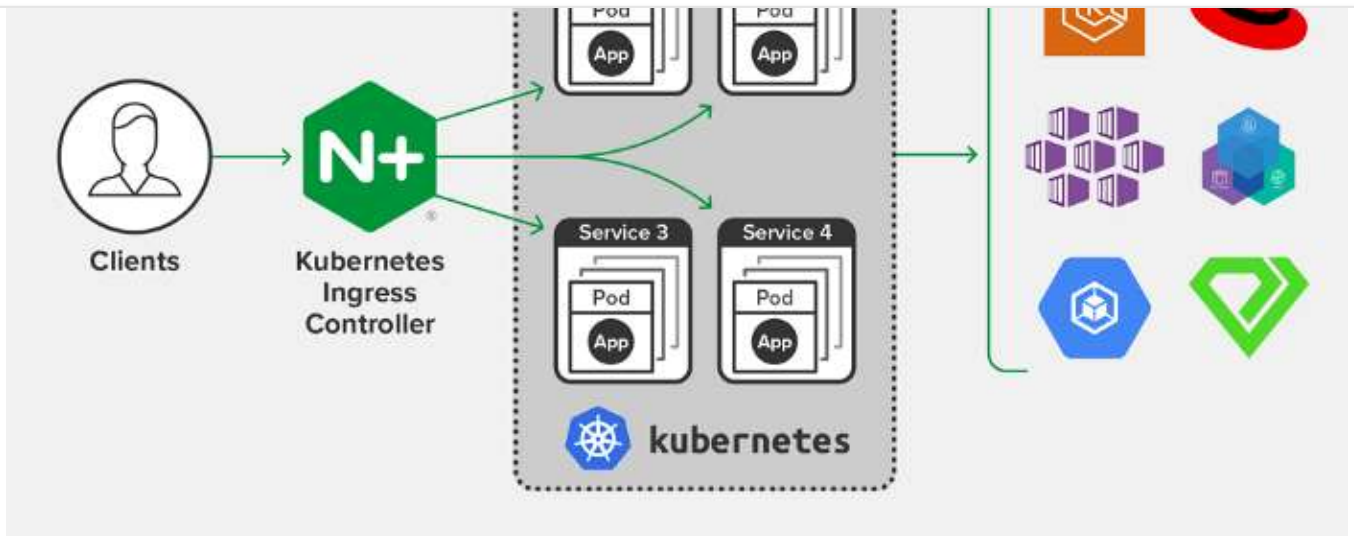 Pod
Pod
App
App
N+
®
Clients
Kubernetes
Ingress
Controller
Service 3
Service 4
Pod
Pod
App
App
kubernetes